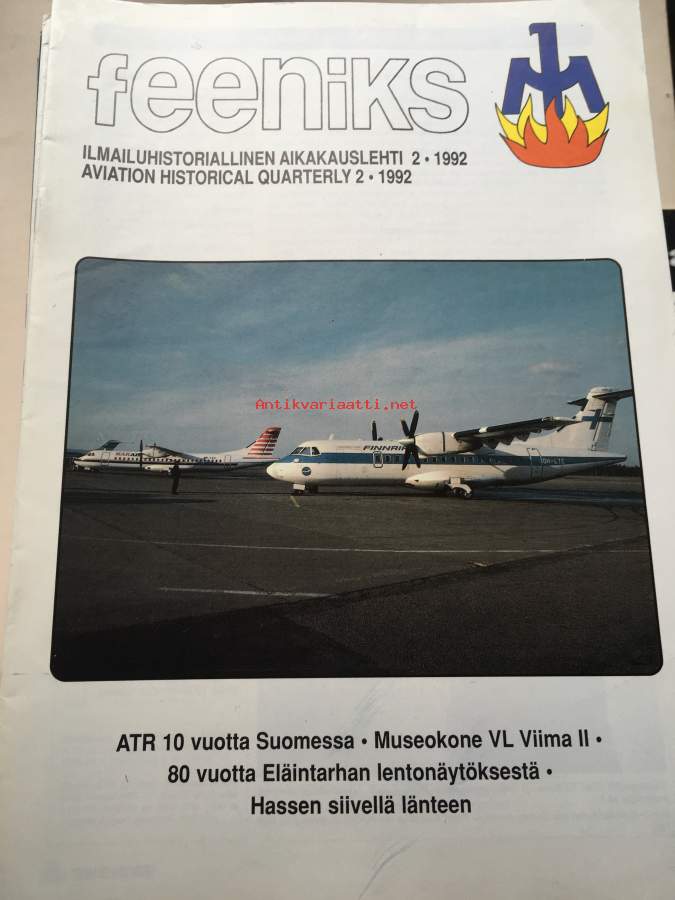 feeniks
ILMAILUHISTORIALLINEN AIKAKAUSLEHTI 2 • 1992
AVIATION HISTORICAL QUARTERLY 2 • 1992
Antikvariaatti.net
ATR 10 vuotta Suomessa • Museokone VL Viima II •
80 vuotta Eläintarhan lentonäytöksestä •
Hassen siivellä länteen